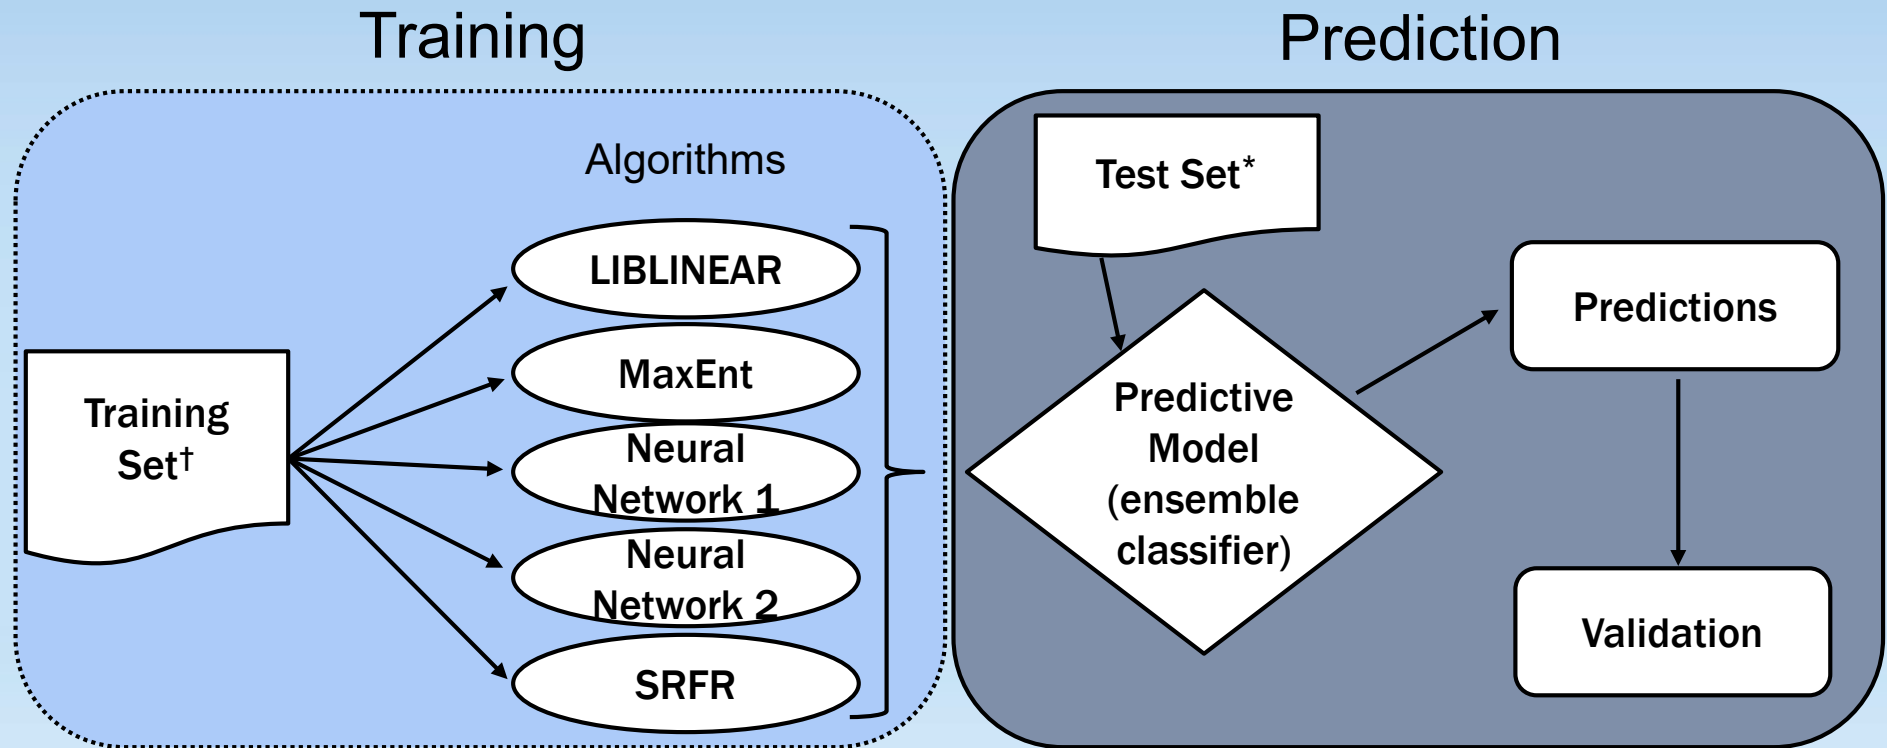 Training
Prediction
Algorithms
LIBLINEAR
MaxEnt
Neural
Network 1
Neural
Network 2
SRFR
Training
Set†
Test Set*
Predictive
Model
(ensemble
classifier)
Predictions
Validation